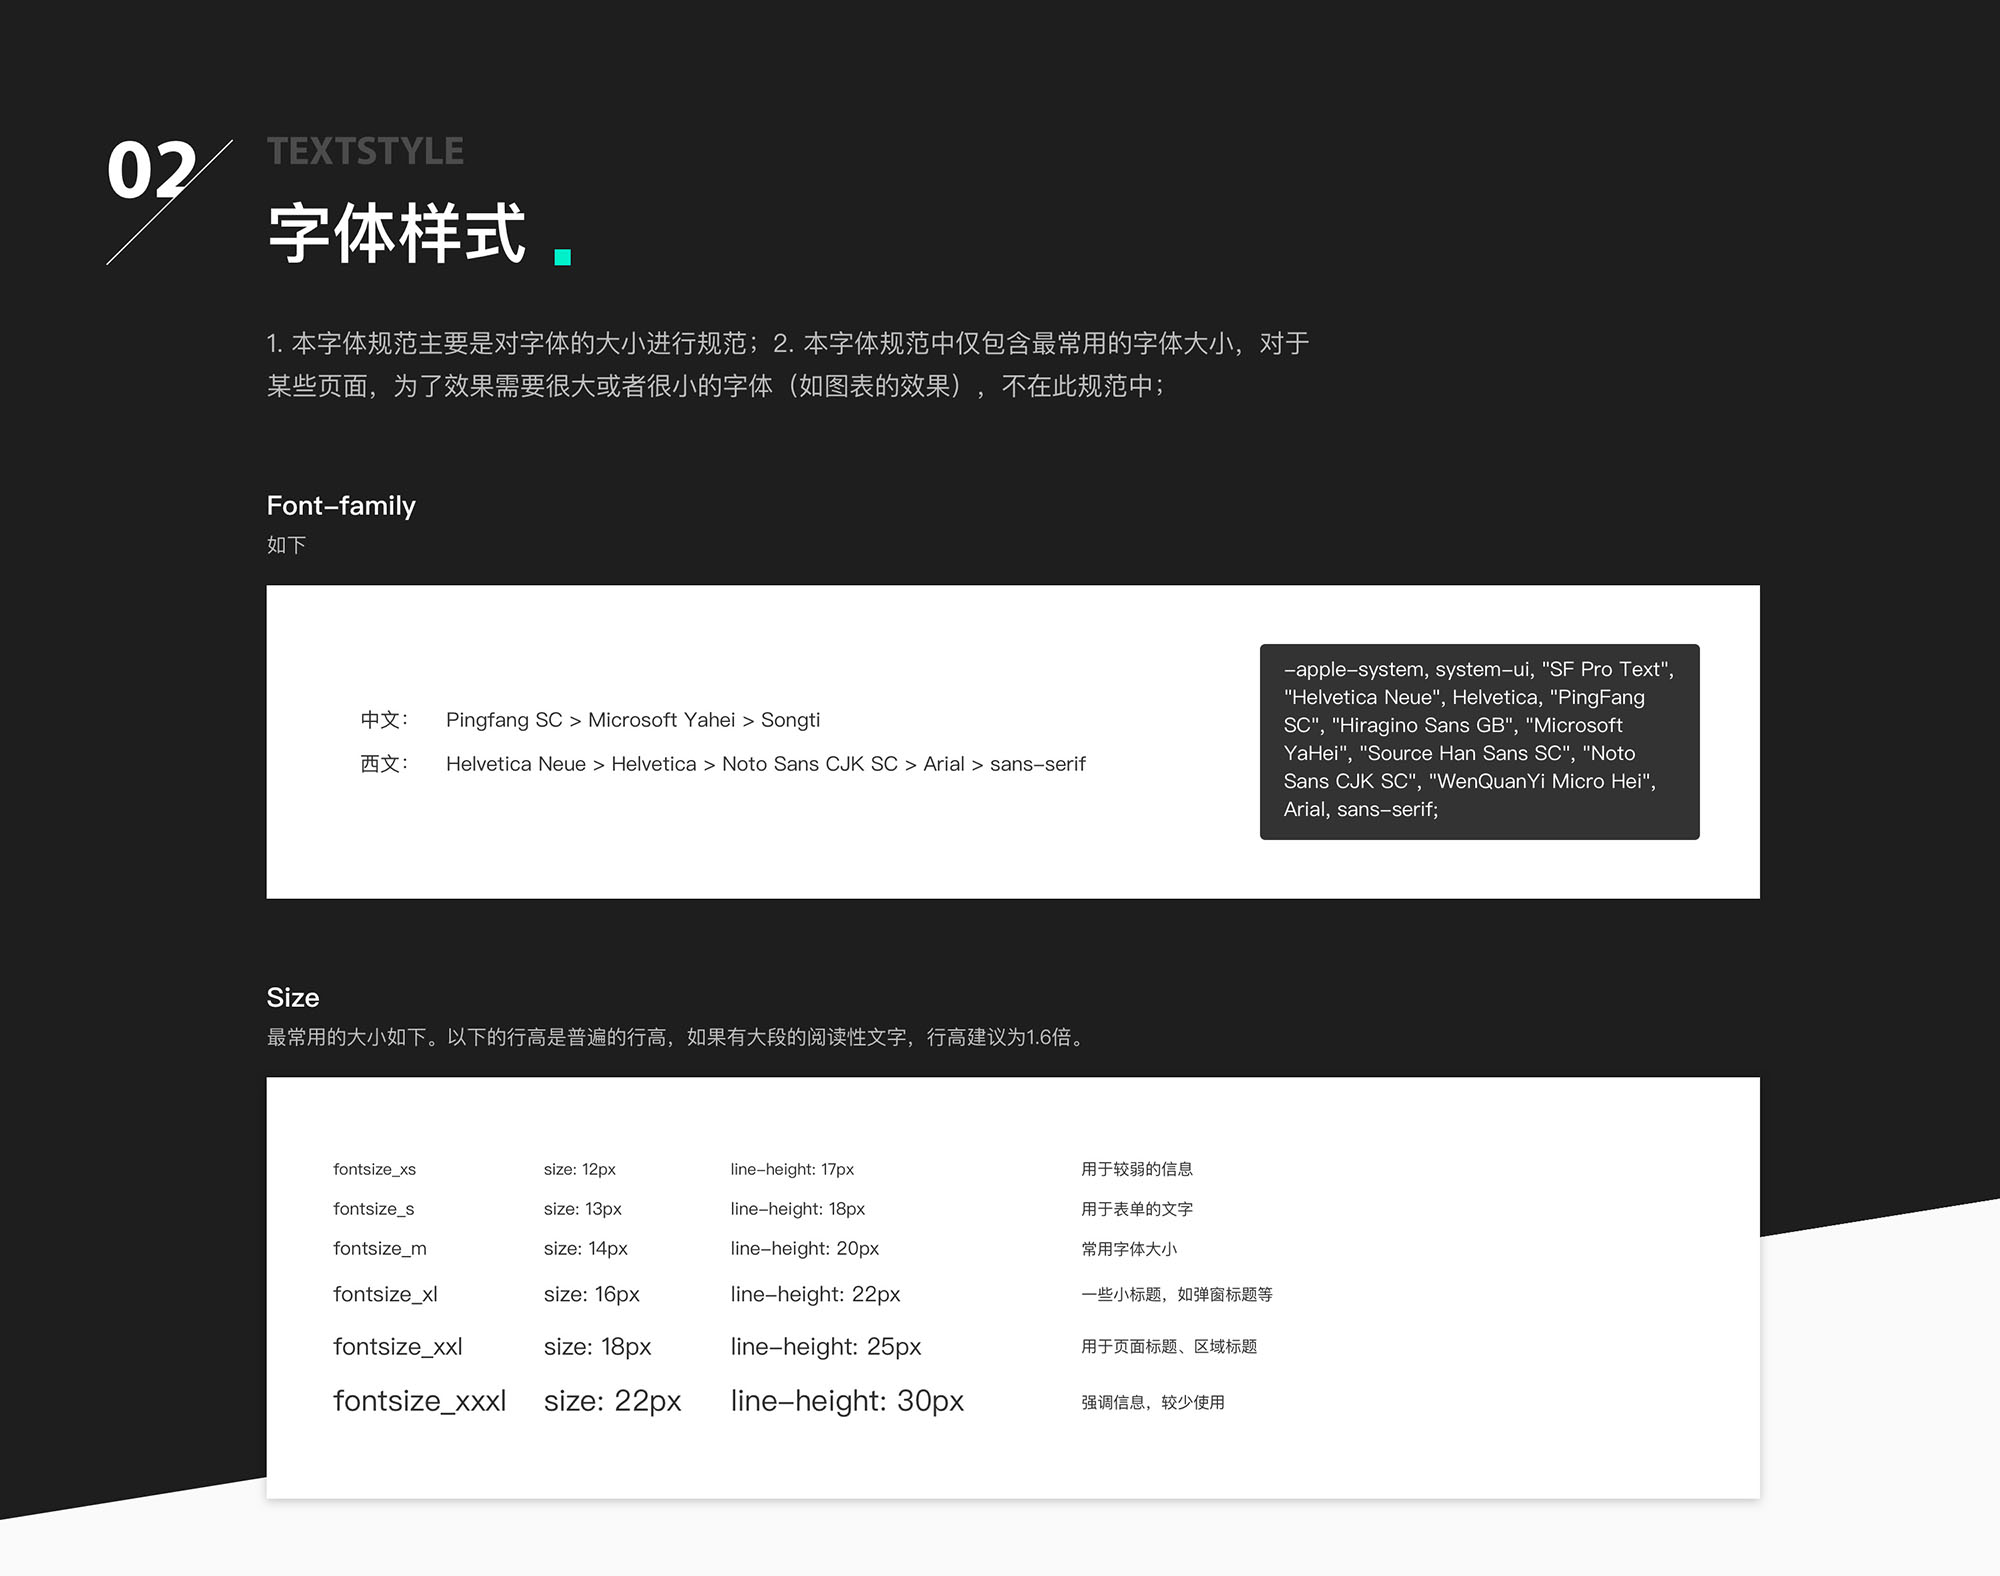 02
TEXTSTYLE
字体样式
1. 本字体规范主要是对字体的大小进行规范；2. 本字体规范中仅包含最常用的字体大小，对于
某些页面，为了效果需要很大或者很小的字体（如图表的效果），不在此规范中；
Font-family
如下
中文： Pingfang SC > Microsoft Yahei > Songti
西文： Helvetica Neue > Helvetica > Noto Sans CJK SC > Arial > sans-serif
-apple-system, system-ui, "SF Pro Text",
"Helvetica Neue", Helvetica, "PingFang
SC", "Hiragino Sans GB", "Microsoft
YaHei", "Source Han Sans SC", "Noto
Sans CJK SC", "WenQuanYi Micro Hei",
Arial, sans-serif;
Size
最常用的大小如下。以下的行高是普遍的行高，如果有大段的阅读性文字，行高建议为1.6倍。
fontsize_xs size: 12px line-height: 17px 用于较弱的信息
fontsize_s size: 13px line-height: 18px 用于表单的文字
fontsize_m size: 14px line-height: 20px 常用字体大小
fontsize_xl size: 16px line-height: 22px 一些小标题，如弹窗标题等
fontsize_xxl size: 18px line-height: 25px 用于页面标题、区域标题
fontsize_xxxl size: 22px line-height: 30px 强调信息，较少使用